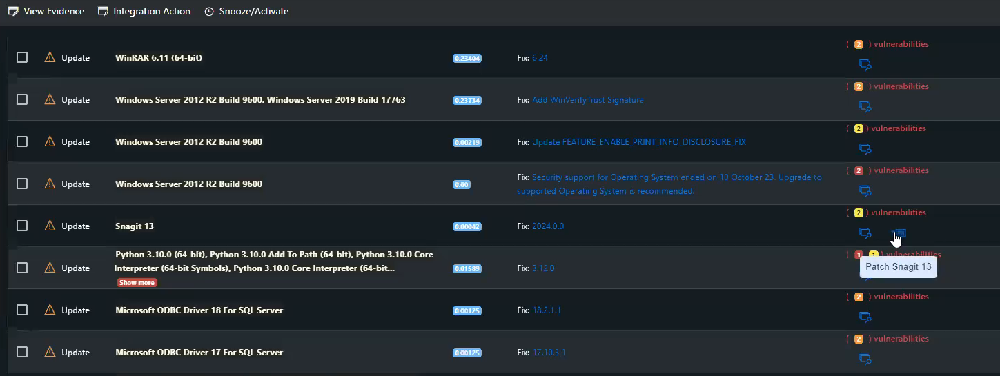 View Evidence Integration Action Snooze/Activate
( 2 ) vulnerabilities
Update WinRAR 6.11 (64-bit) 0.23404 Fix: 6.24
( 2 ) vulnerabilities
Update Windows Server 2012 R2 Build 9600, Windows Server 2019 Build 17763 0.23734 Fix: Add WinVerifyTrust Signature
( 2 ) vulnerabilities
Update Windows Server 2012 R2 Build 9600 0.00219 Fix: Update FEATURE_ENABLE_PRINT_INFO_DISCLOSURE_FIX
( 2 ) vulnerabilities
Update Windows Server 2012 R2 Build 9600 0.00 Fix: Security support for Operating System ended on 10 October 23. Upgrade to
supported Operating System is recommended.
( 2 ) vulnerabilities
Update Snagit 13 0.00042 Fix: 2024.0.0
Python 3.10.0 (64-bit), Python 3.10.0 Add To Path (64-bit), Python 3.10.0 Core ( 1 1 ) vulnerabilities
Update Interpreter (64-bit Symbols), Python 3.10.0 Core Interpreter (64-bit... 0.01589 Fix: 3.12.0 Patch Snagit 13
Show more
( 2 ) vulnerabilities
Update Microsoft ODBC Driver 18 For SQL Server 0.00125 Fix: 18.2.1.1
( 2 ) vulnerabilities
Update Microsoft ODBC Driver 17 For SQL Server 0.00125 Fix: 17.10.3.1